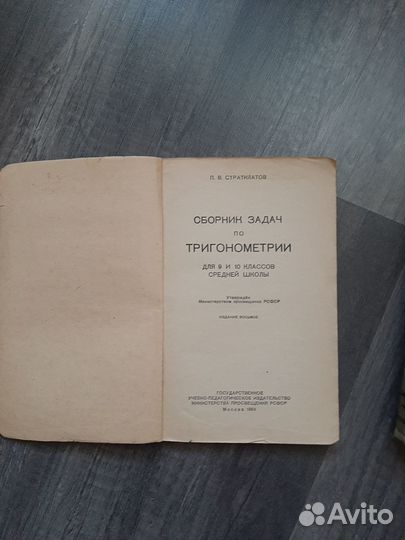 П. В. СТРАТИЛАТОВ
СБОРНИК ЗАДАЧ
ПО
ТРИГОНОМЕТРИИ
ДЛЯ 9 И 10 КЛАССОВ
СРЕДНЕЙ ШКОЛЫ
Утверждён
Министерством просвещения РСФСР
ИЗДАНИЕ ВОСЬМОЕ
ГОСУДАРСТВЕННОЕ
УЧЕБНО-ПЕДАГОГИЧЕСКОЕ ИЗДАТЕЛЬСТВО
МИНИСТЕРСТВА ПРОСВЕЩЕНИЯ РСФСР
Москва
Avito